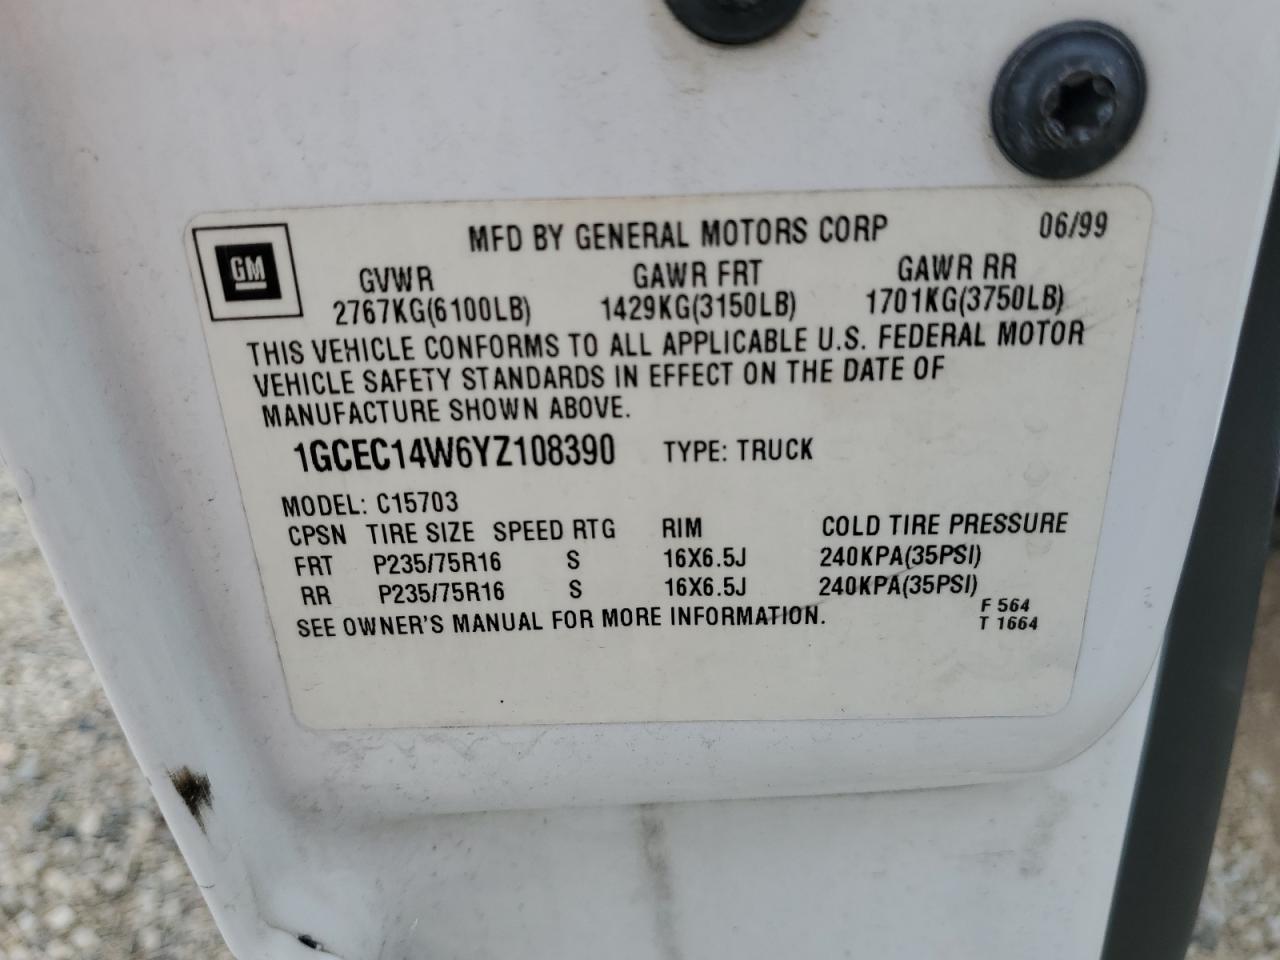 MFD BY GENERAL MOTORS CORP 06/99
GM
GVWR GAWR FRT GAWR RR
2767KG(6100LB) 1429KG(3150LB) 1701KG(3750LB)
THIS VEHICLE CONFORMS TO ALL APPLICABLE U.S. FEDERAL MOTOR
VEHICLE SAFETY STANDARDS IN EFFECT ON THE DATE OF
MANUFACTURE SHOWN ABOVE.
1GCEC14W6YZ108390 TYPE: TRUCK
MODEL: C15703
CPSN TIRE SIZE SPEED RTG RIM COLD TIRE PRESSURE
FRT P235/75R16 S 16X6.5J 240KPA(35PSI)
RR P235/75R16 S 16X6.5J 240KPA(35PSI)
SEE OWNER'S MANUAL FOR MORE INFORMATION.
F 564
T 1664